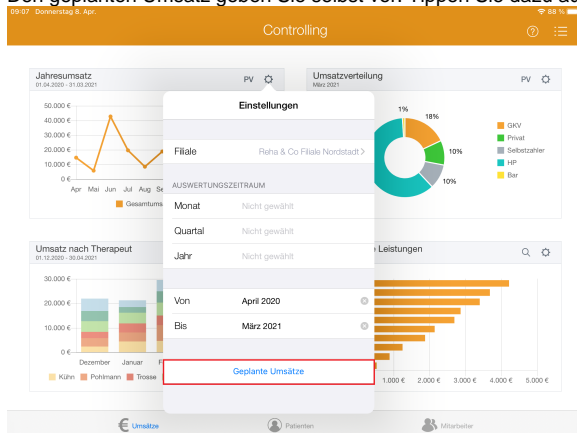 Den geplanten Umsatz geben Sie selbst vor. Tippen Sie dazu au
09:07 Donnerstag 8. Apr.
88 %
Controlling
Jahresumsatz
01.04.2020 - 31.03.2021
PV
50.000 €
40.000 €
30.000 €
20.000 €
10.000 €
0 €
Apr Mai Jun Jul Aug Se
Gesamtums
Umsatzverteilung
März 2021
PV
1%
18%
10%
10%
GKV
Privat
Selbstzahler
HP
Bar
Einstellungen
Filiale Reha & Co Filiale Nordstadt
AUSWERTUNGSZEITRAUM
Monat Nicht gewählt
Quartal Nicht gewählt
Jahr Nicht gewählt
Von April 2020
Bis März 2021
Geplante Umsätze
Umsatz nach Therapeut
01.12.2020 - 30.04.2021
30.000 €
20.000 €
10.000 €
0 €
Dezember Januar F
Kühn Pohlmann Trosse
Leistungen
1.000 € 2.000 € 3.000 € 4.000 € 5.000 €
Umsätze Patienten Mitarbeiter